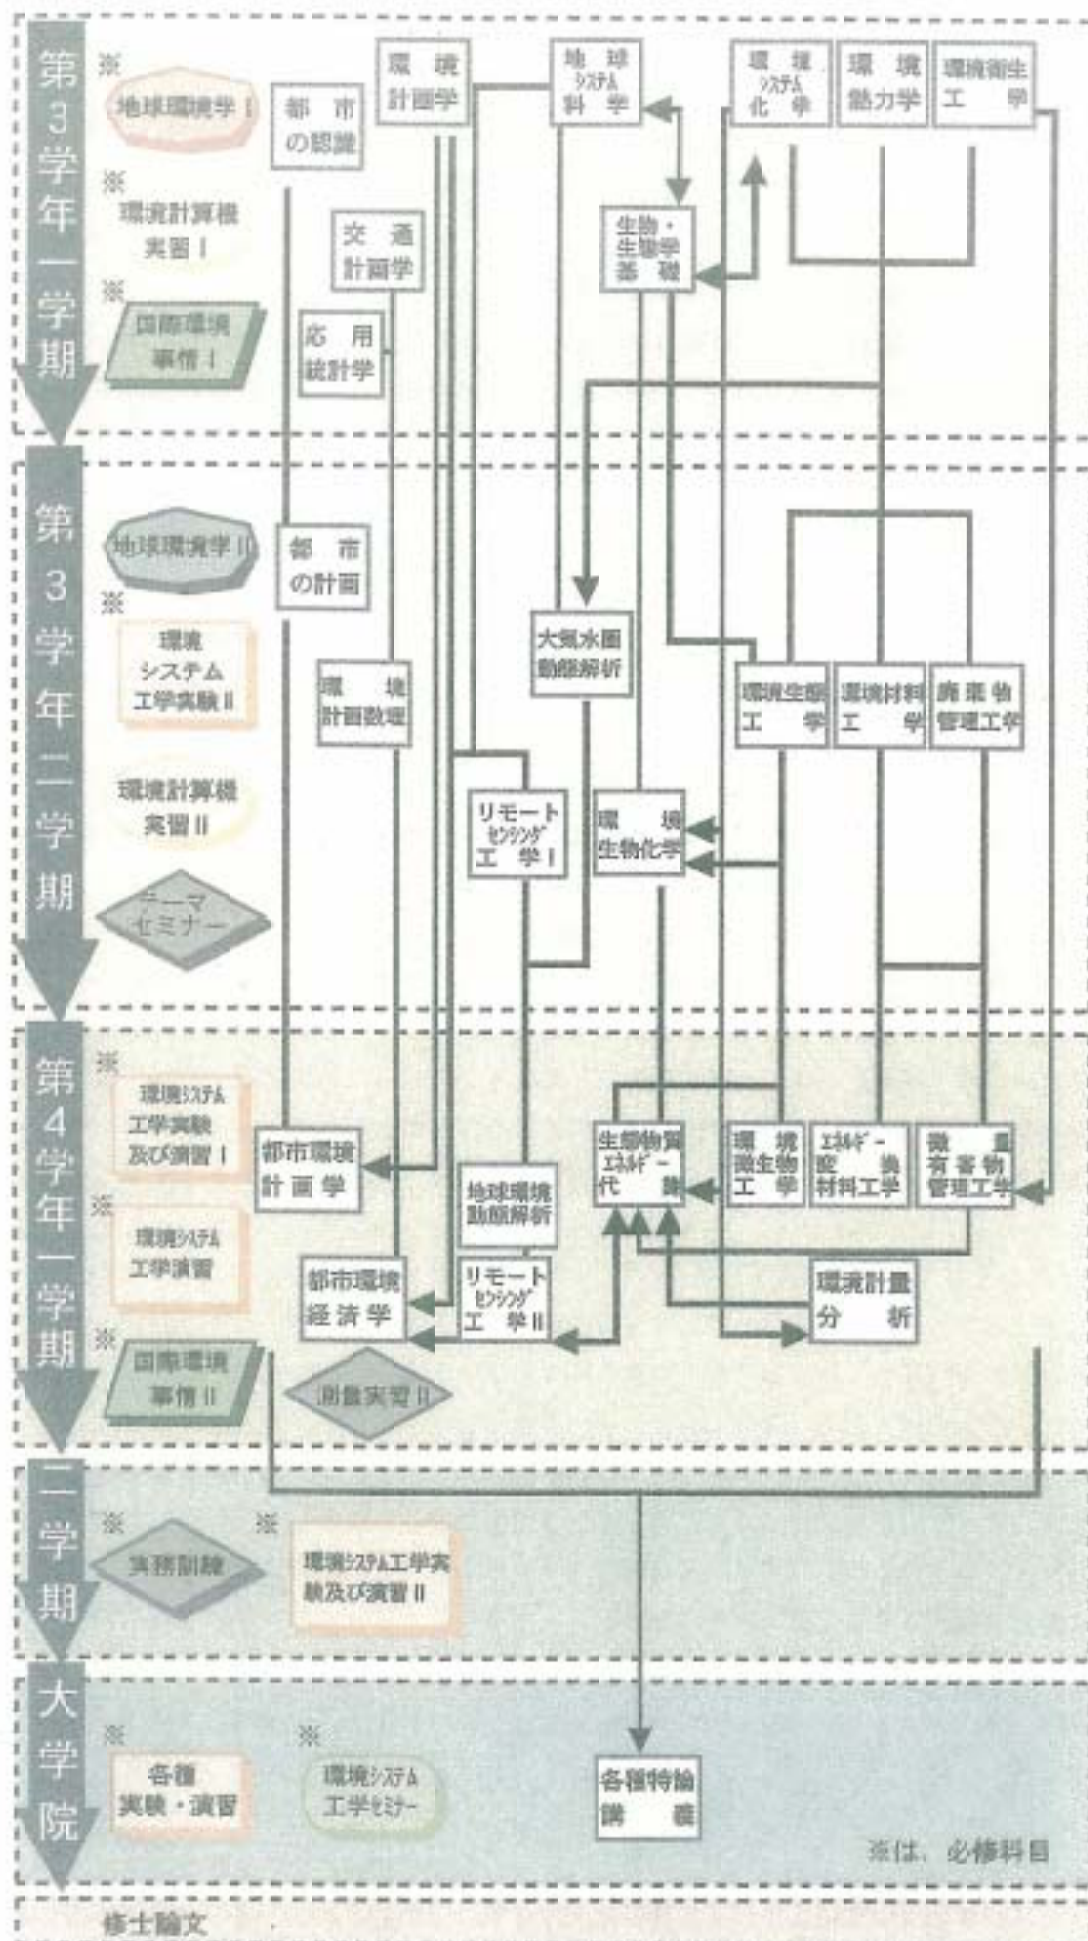 第3学年一学期
※
地球環境学Ⅰ
都 市
の認識
環 境
計画学
地 球
システム
科 学
環 境
システム
化 学
環 境
熱力学
環境衛生
工 学
※
環境計算機
実習Ⅰ
交 通
計画学
生物・
生態学
基 礎
※
国際環境
事情Ⅰ
応 用
統計学
第3学年二学期
地球環境学Ⅱ
都 市
の計画
※
環境
システム
工学実験Ⅱ
環 境
計画数理
大気水圏
動態解析
環境生態
工 学
環境材料
工 学
廃棄物
管理工学
環境計算機
実習Ⅱ
リモート
センシング
工 学Ⅰ
環 境
生物化学
テーマ
セミナー
第4学年一学期
※
環境システム
工学実験
及び演習Ⅰ
都市環境
計画学
地球環境
動態解析
生態物質
エネルギー
代 謝
環 境
微生物
工 学
エネルギー
変 換
材料工学
微 量
有害物
管理工学
※
環境システム
工学演習
都市環境
経済学
リモート
センシング
工 学Ⅱ
環境計量
分 析
※
国際環境
事情Ⅱ
測量実習Ⅱ
二学期
※
実務訓練
※
環境システム工学実
験及び演習Ⅱ
大学院
※
各種
実験・演習
※
環境システム
工学セミナー
各種特論
講 義
※は、必修科目
修士論文